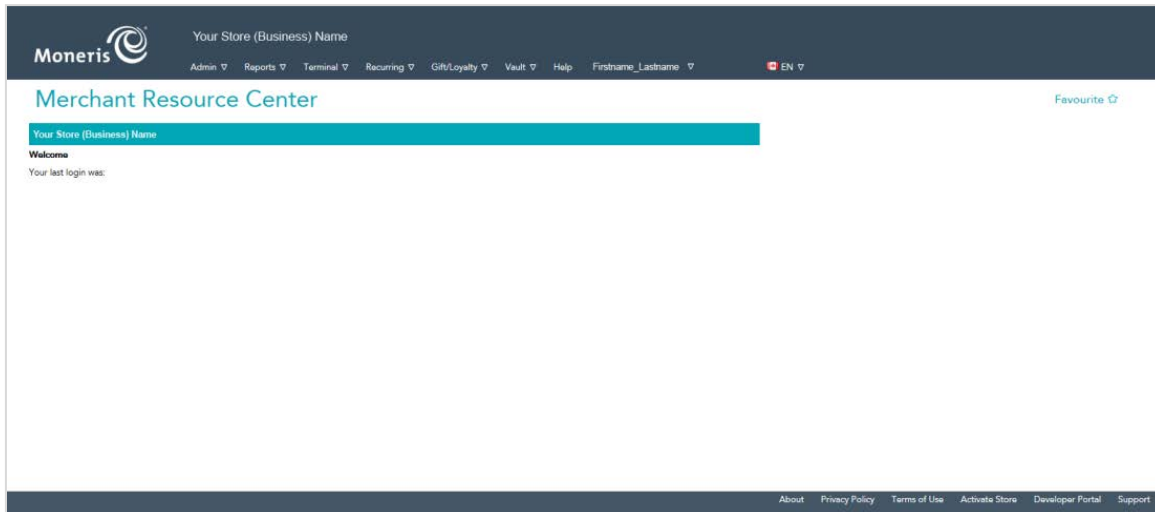 Moneris
Your Store (Business) Name
Admin Reports Terminal Recurring Gift/Loyalty Vault Help Firstname_Lastname EN
Merchant Resource Center
Favourite
Your Store (Business) Name
Welcome
Your last login was:
About Privacy Policy Terms of Use Activate Store Developer Portal Support